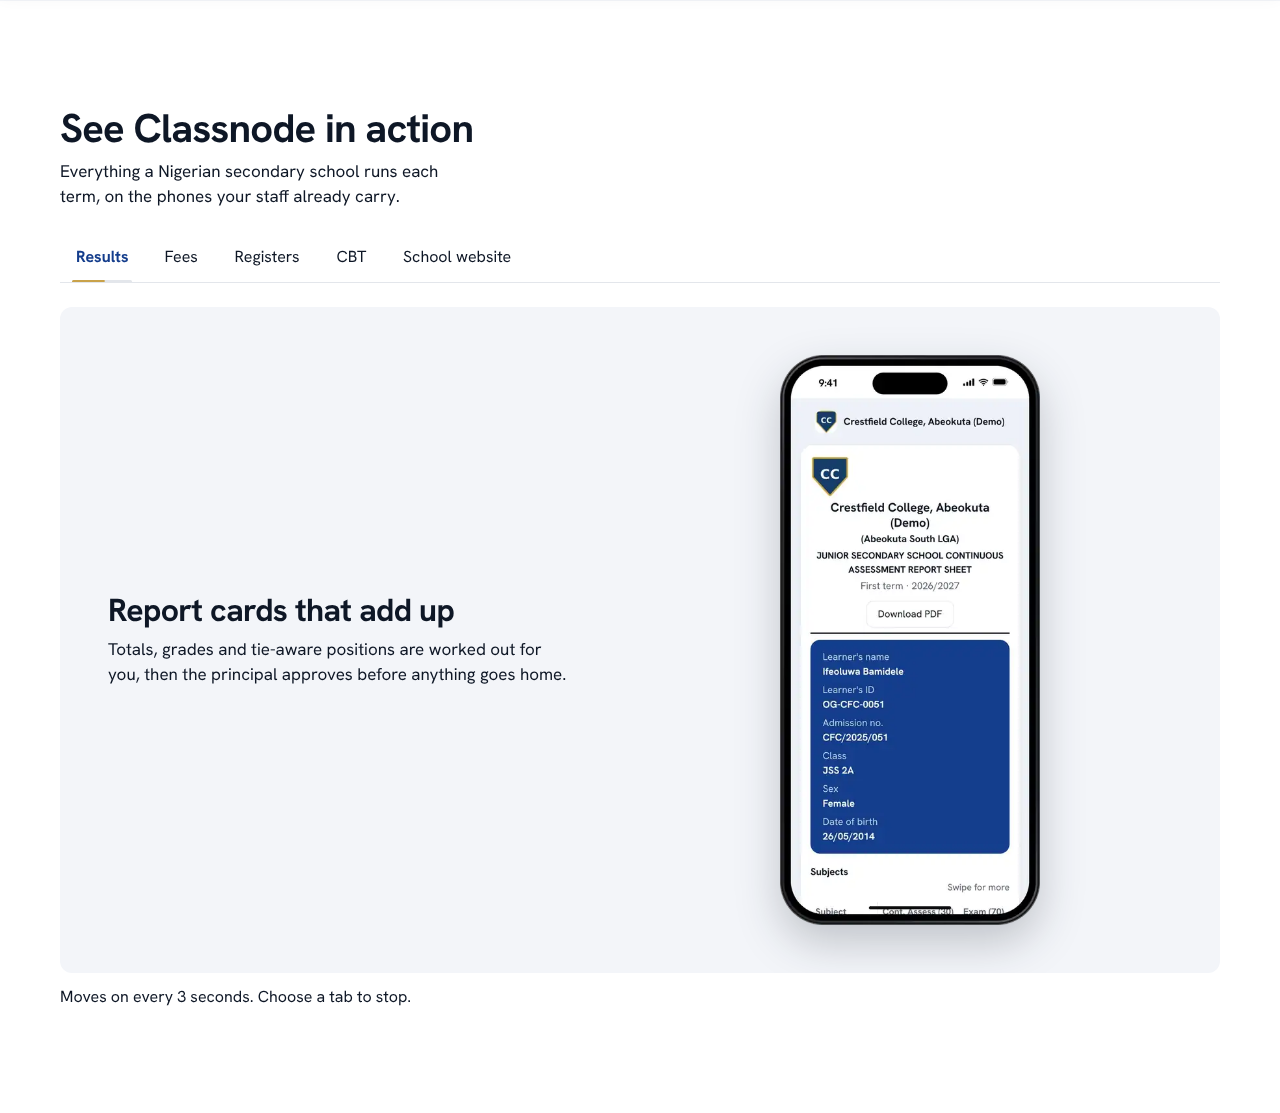 See Classnode in action
Everything a Nigerian secondary school runs each
term, on the phones your staff already carry.
Results Fees Registers CBT School website
Report cards that add up
Totals, grades and tie-aware positions are worked out for
you, then the principal approves before anything goes home.
9:41
CC Crestfield College, Abeokuta (Demo)
CC
Crestfield College, Abeokuta
(Demo)
(Abeokuta South LGA)
JUNIOR SECONDARY SCHOOL CONTINUOUS
ASSESSMENT REPORT SHEET
First term · 2026/2027
Download PDF
Learner's name
Ifeoluwa Bamidele
Learner's ID
OG-CFC-0051
Admission no.
CFC/2025/051
Class
JSS 2A
Sex
Female
Date of birth
26/05/2014
Subjects
Swipe for more
Subject Cont. Assess (30) Exam (70)
Moves on every 3 seconds. Choose a tab to stop.